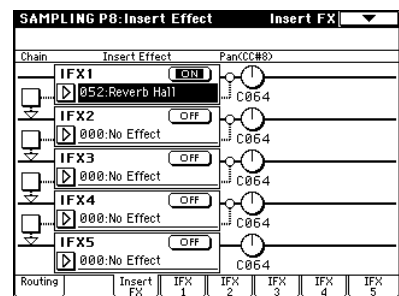 SAMPLING P8:Insert Effect Insert FX
Chain Insert Effect Pan(CC#8)
IFX1 ON
052:Reverb Hall C064
IFX2 OFF
000:No Effect C064
IFX3 OFF
000:No Effect C064
IFX4 OFF
000:No Effect C064
IFX5 OFF
000:No Effect C064
Routing Insert FX IFX 1 IFX 2 IFX 3 IFX 4 IFX 5